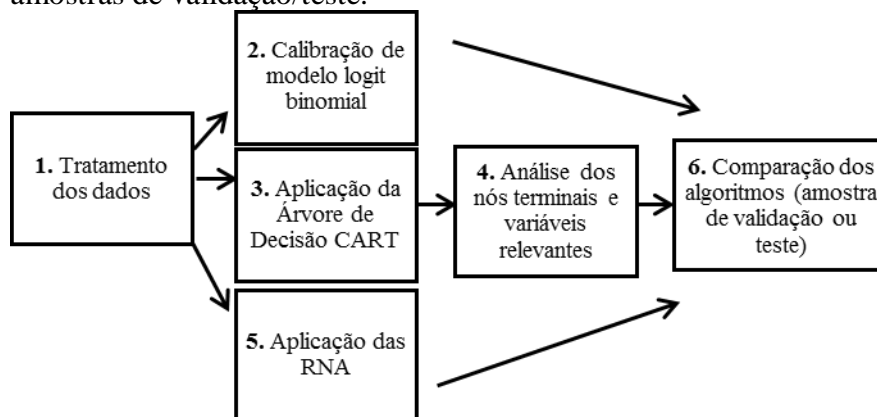 amostras de validação/teste.
2. Calibração de
modelo logit
binomial
1. Tratamento
dos dados
3. Aplicação da
Árvore de
Decisão CART
4. Análise dos
nós terminais e
variáveis
relevantes
5. Aplicação das
RNA
6. Comparação dos
algoritmos (amostra
de validação ou
teste)